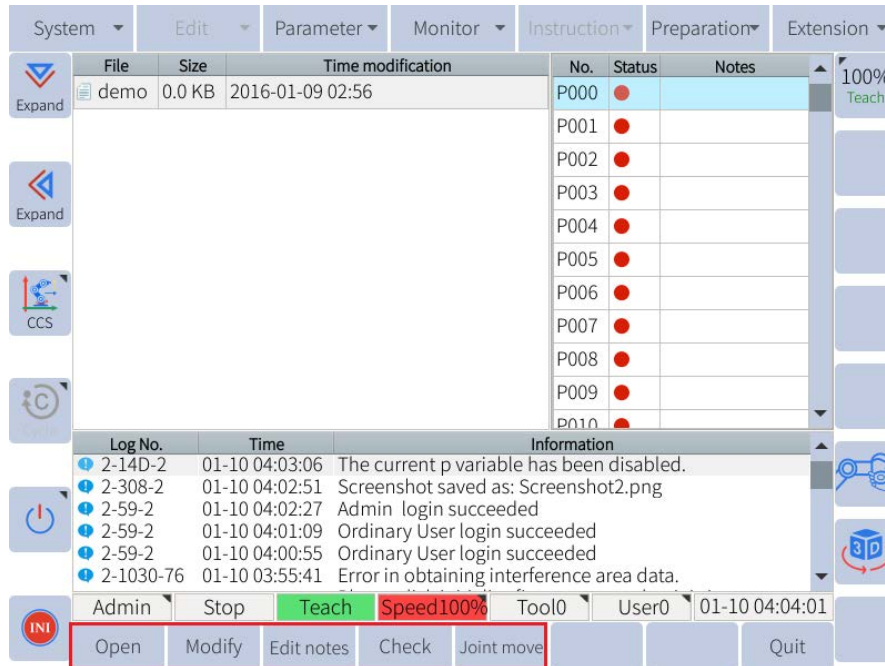 System Edit Parameter Monitor Instruction Preparation Extension
File Size Time modification No. Status Notes
demo 0.0 KB 2016-01-09 02:56 P000
Expand
100%
Teach
P001
P002
P003
Expand
P004
P005
P006
CCS
P007
P008
P009
Cycle
P010
Log No. Time Information
2-14D-2 01-10 04:03:06 The current p variable has been disabled.
2-308-2 01-10 04:02:51 Screenshot saved as: Screenshot2.png
2-59-2 01-10 04:02:27 Admin login succeeded
2-59-2 01-10 04:01:09 Ordinary User login succeeded
2-59-2 01-10 04:00:55 Ordinary User login succeeded
2-1030-76 01-10 03:55:41 Error in obtaining interference area data.
3D
Admin Stop Teach Speed100% Tool0 User0 01-10 04:04:01
INI
Open Modify Edit notes Check Joint move Quit